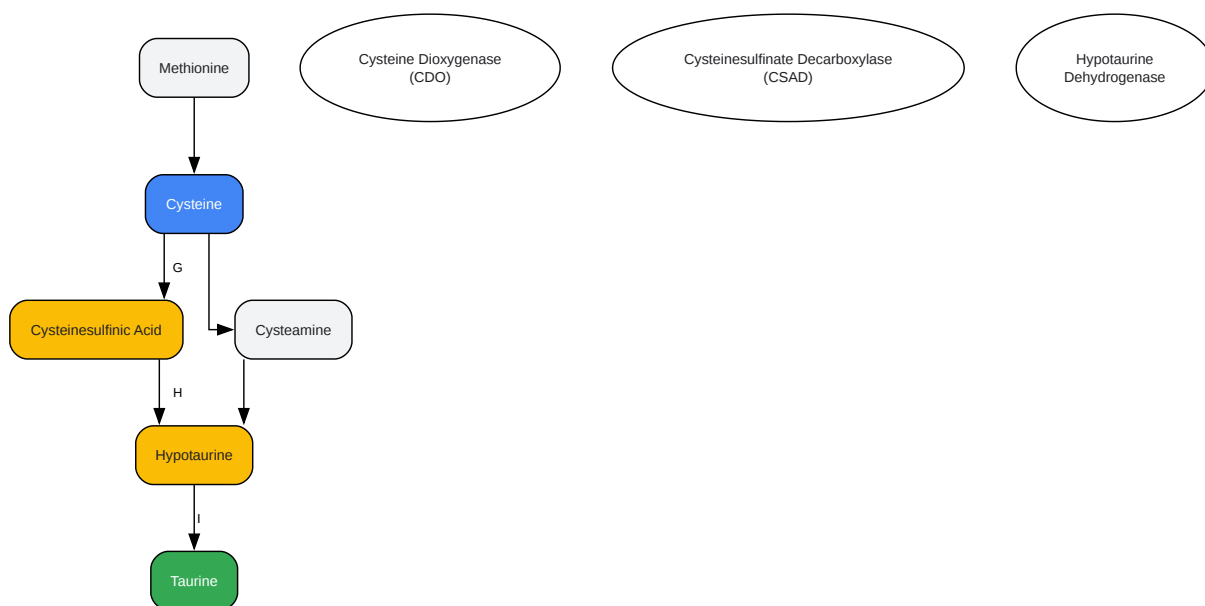 Methionine
Cysteine Dioxygenase
(CDO)
Cysteinesulfinate Decarboxylase
(CSAD)
Hypotaurine
Dehydrogenase
Cysteine
G
Cysteinesulfinic Acid
Cysteamine
H
Hypotaurine
I
Taurine